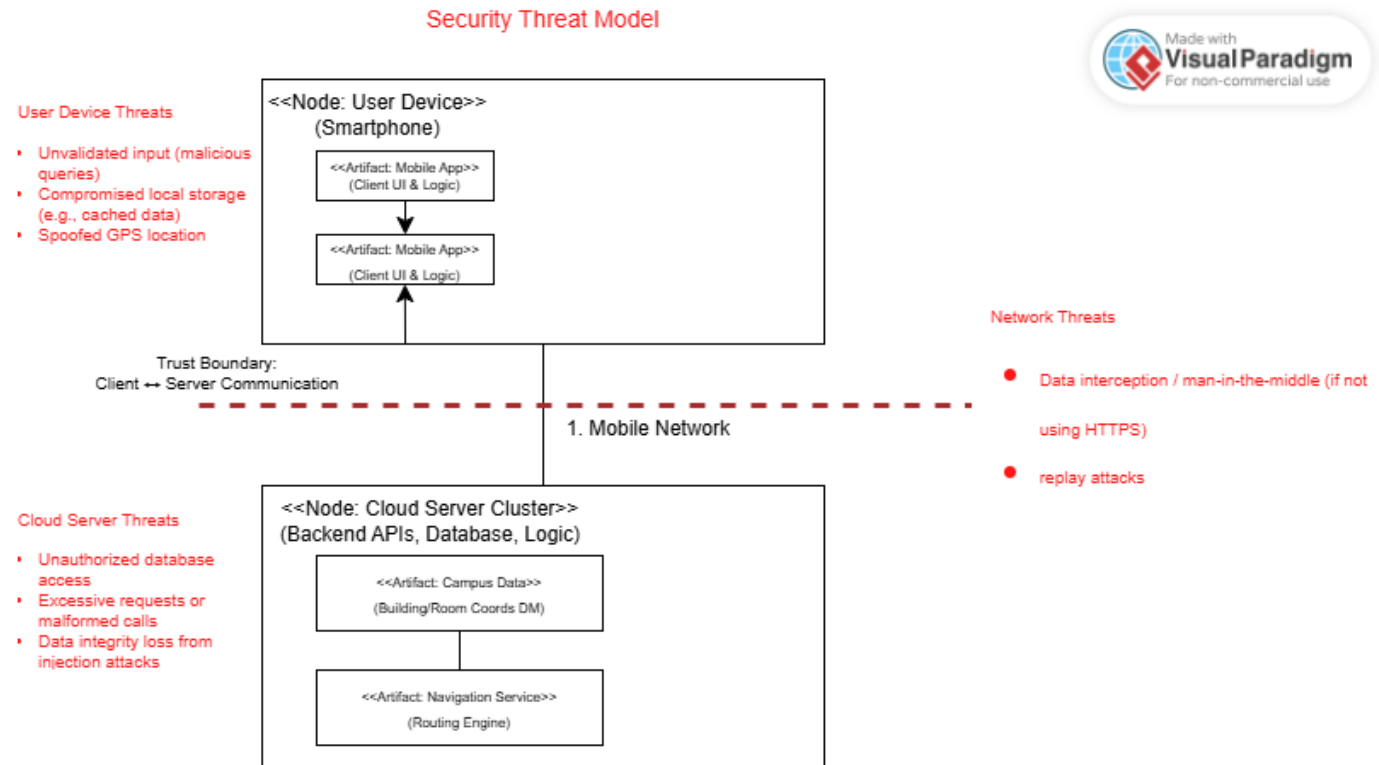 Security Threat Model
Made with
Visual Paradigm
For non-commercial use
User Device Threats
• Unvalidated input (malicious
queries)
• Compromised local storage
(e.g., cached data)
• Spoofed GPS location
<<Node: User Device>>
(Smartphone)
<<Artifact: Mobile App>>
(Client UI & Logic)
<<Artifact: Mobile App>>
(Client UI & Logic)
Trust Boundary:
Client ↔ Server Communication
1. Mobile Network
Network Threats
● Data interception / man-in-the-middle (if not
using HTTPS)
● replay attacks
Cloud Server Threats
• Unauthorized database
access
• Excessive requests or
malformed calls
• Data integrity loss from
injection attacks
<<Node: Cloud Server Cluster>>
(Backend APIs, Database, Logic)
<<Artifact: Campus Data>>
(Building/Room Coords DM)
<<Artifact: Navigation Service>>
(Routing Engine)